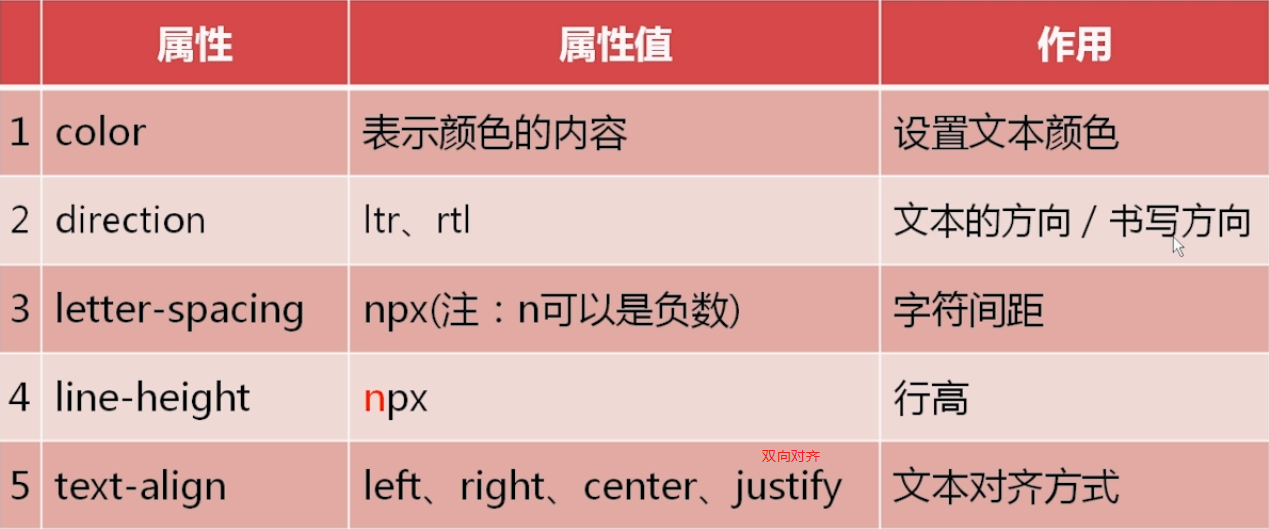 属性 属性值 作用
1 color 表示颜色的内容 设置文本颜色
2 direction ltr、rtl 文本的方向 / 书写方向
3 letter-spacing npx(注：n可以是负数) 字符间距
4 line-height npx 行高
双向对齐
5 text-align left、right、center、justify 文本对齐方式